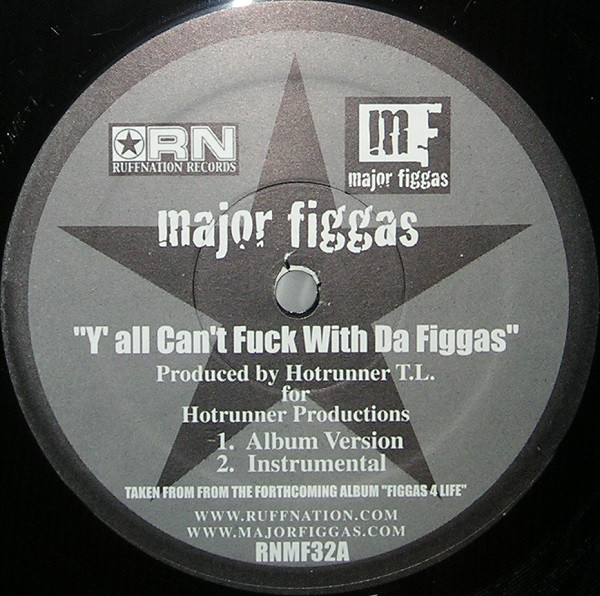 RN
RUFFNATION RECORDS
mF
major figgas
major figgas
"Y' all Can't Fuck With Da Figgas"
Produced by Hotrunner T.L.
for
Hotrunner Productions
1. Album Version
2. Instrumental
TAKEN FROM FROM THE FORTHCOMING ALBUM "FIGGAS 4 LIFE"
WWW.RUFFNATION.COM
WWW.MAJORFIGGAS.COM
RNMF32A